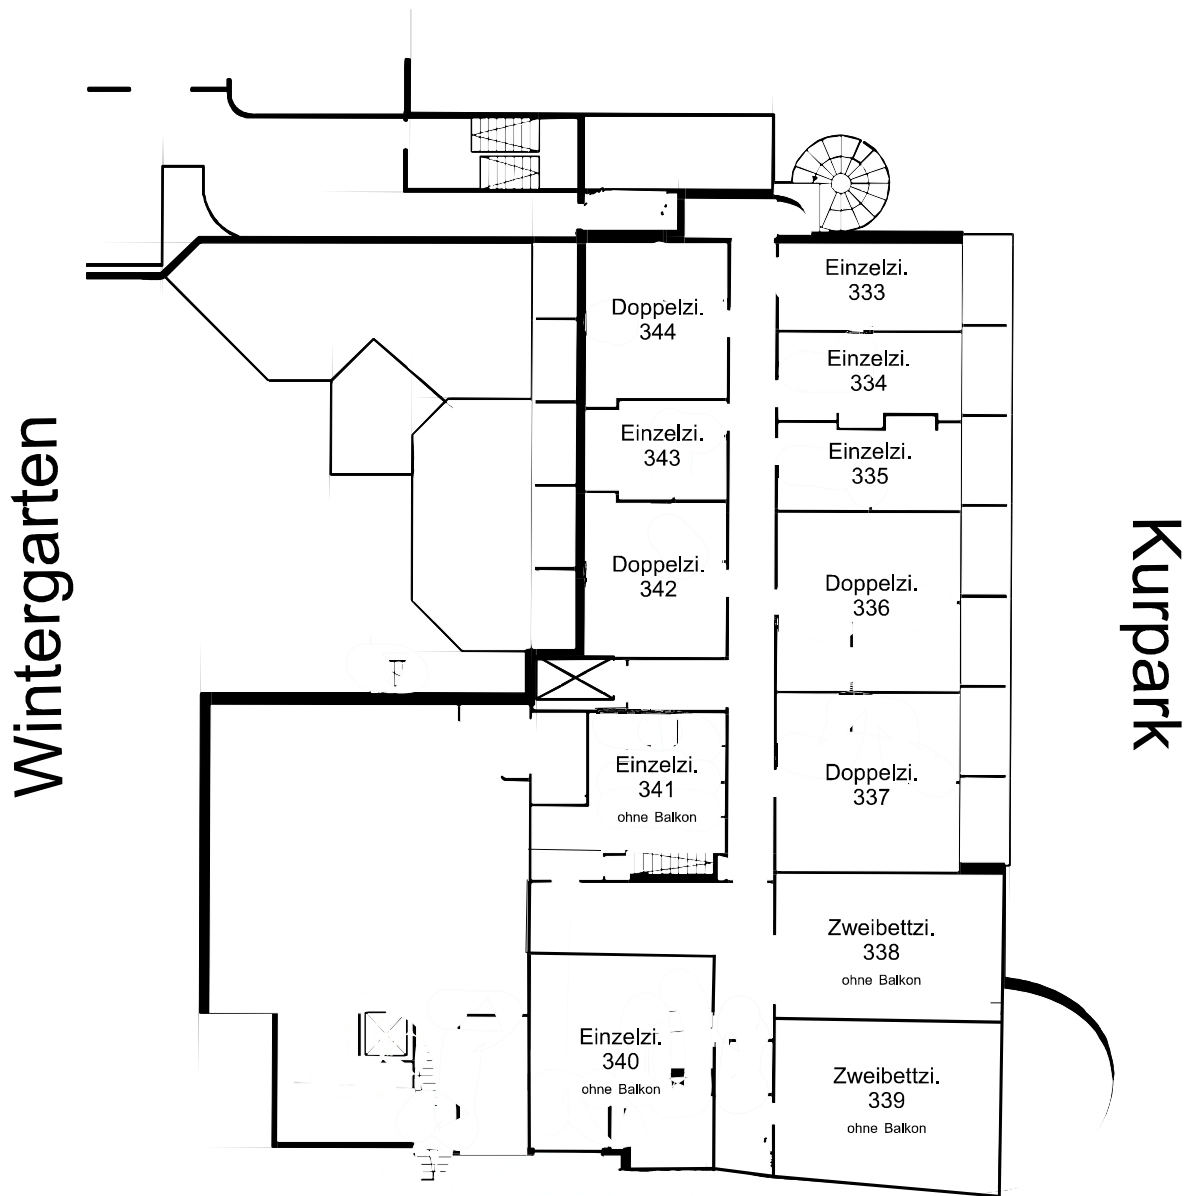 Wintergarten
Doppelzi.
344
Einzelzi.
343
Doppelzi.
342
Einzelzi.
341
ohne Balkon
Einzelzi.
340
ohne Balkon
Einzelzi.
333
Einzelzi.
334
Einzelzi.
335
Doppelzi.
336
Doppelzi.
337
Zweibettzi.
338
ohne Balkon
Zweibettzi.
339
ohne Balkon
Kurpark